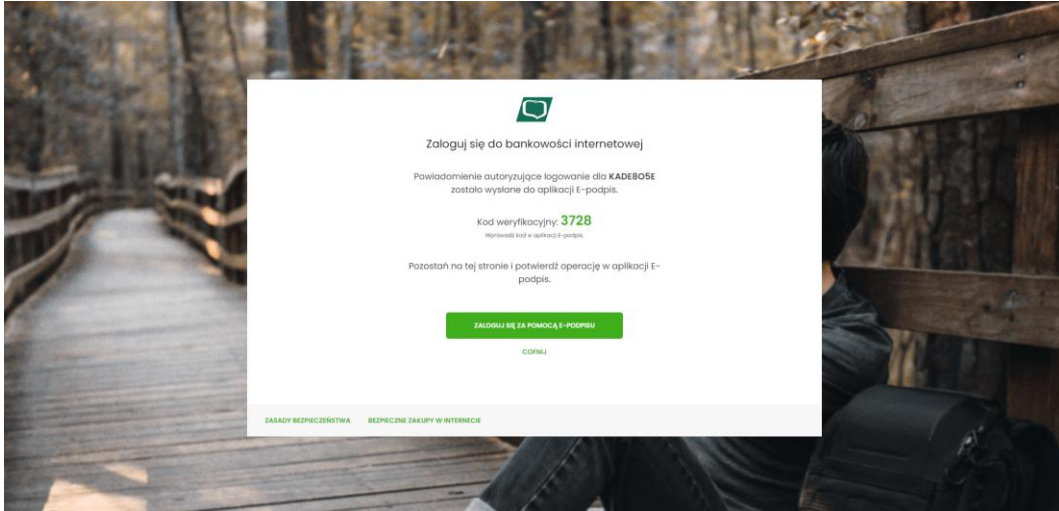 Zaloguj się do bankowości internetowej
Powiadomienie autoryzujące logowanie dla KADE8O5E
zostało wysłane do aplikacji E-podpis.
Kod weryfikacyjny: 3728
Wprowadź kod w aplikacji E-podpis.
Pozostań na tej stronie i potwierdź operację w aplikacji E-
podpis.
ZALOGUJ SIĘ ZA POMOCĄ E-PODPISU
COFNIJ
ZASADY BEZPIECZEŃSTWA BEZPIECZNE ZAKUPY W INTERNECIE